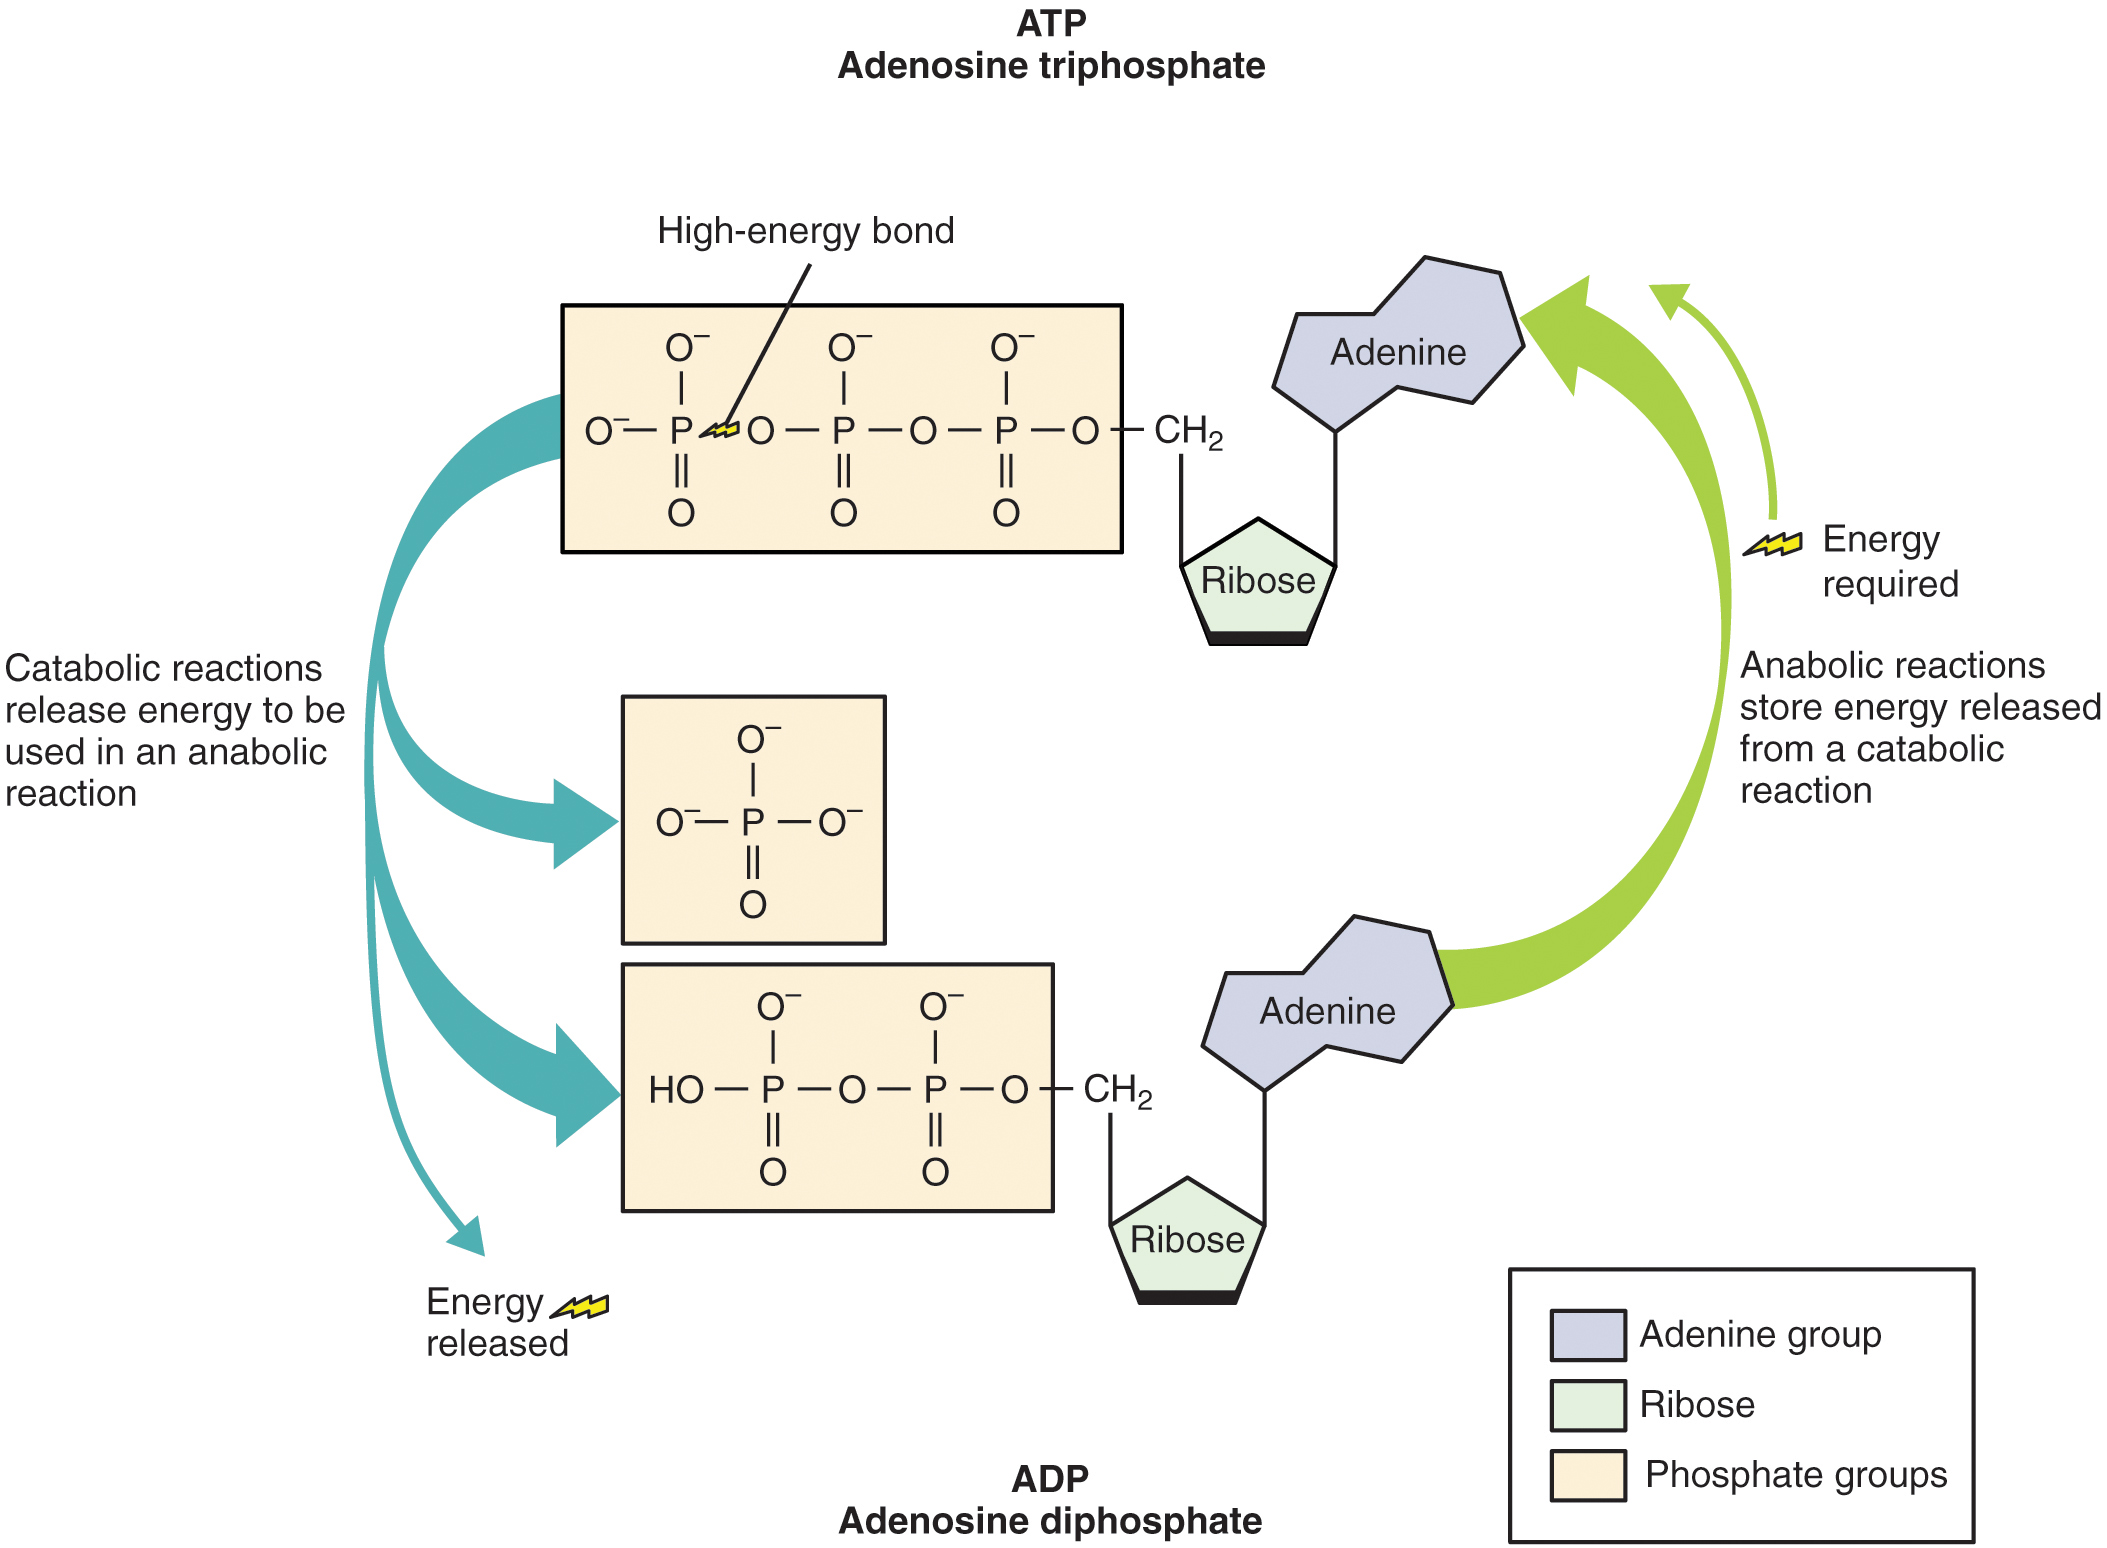 ATP
Adenosine triphosphate
High-energy bond
O⁻ O⁻ O⁻
O⁻ P O P O P O CH₂
O O O
Adenine
Ribose
Energy
required
Catabolic reactions
release energy to be
used in an anabolic
reaction
Anabolic reactions
store energy released
from a catabolic
reaction
O⁻
O⁻ P O⁻
O
O⁻ O⁻
HO P O P O CH₂
O O
Adenine
Ribose
Energy
released
Adenine group
Ribose
Phosphate groups
ADP
Adenosine diphosphate